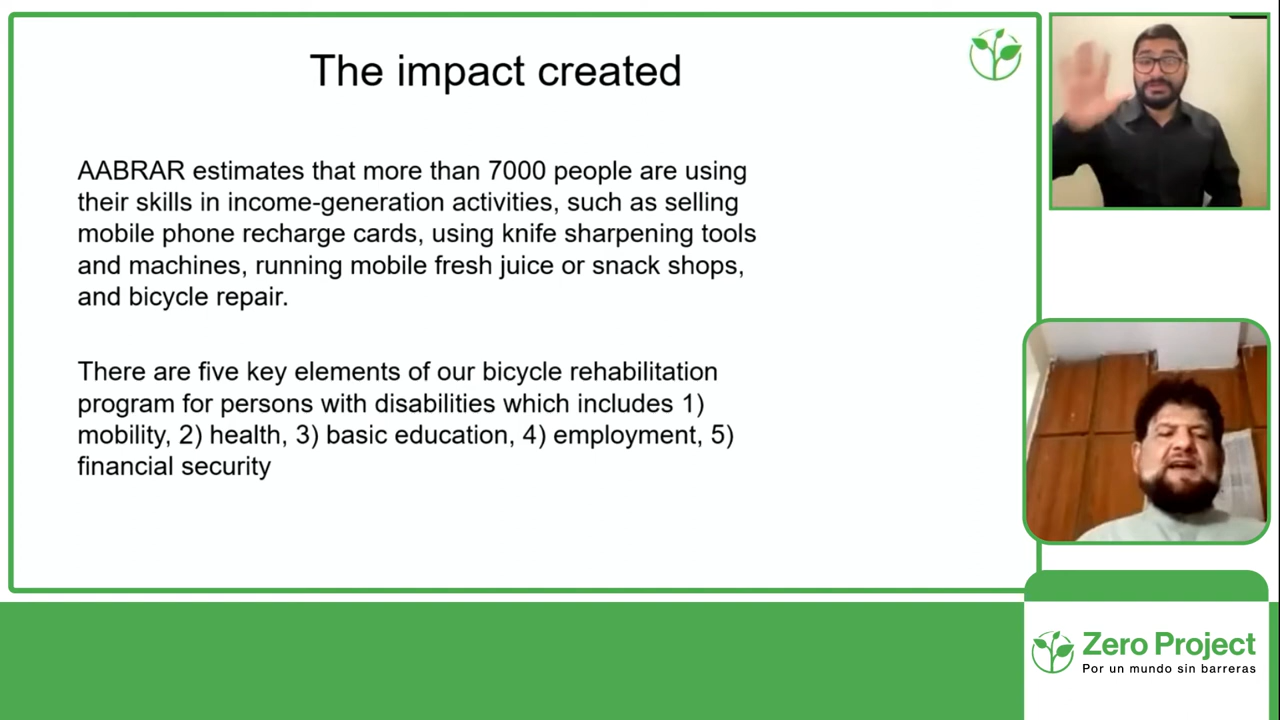 The impact created
AABRAR estimates that more than 7000 people are using
their skills in income-generation activities, such as selling
mobile phone recharge cards, using knife sharpening tools
and machines, running mobile fresh juice or snack shops,
and bicycle repair.
There are five key elements of our bicycle rehabilitation
program for persons with disabilities which includes 1)
mobility, 2) health, 3) basic education, 4) employment, 5)
financial security
Zero Project
Por un mundo sin barreras